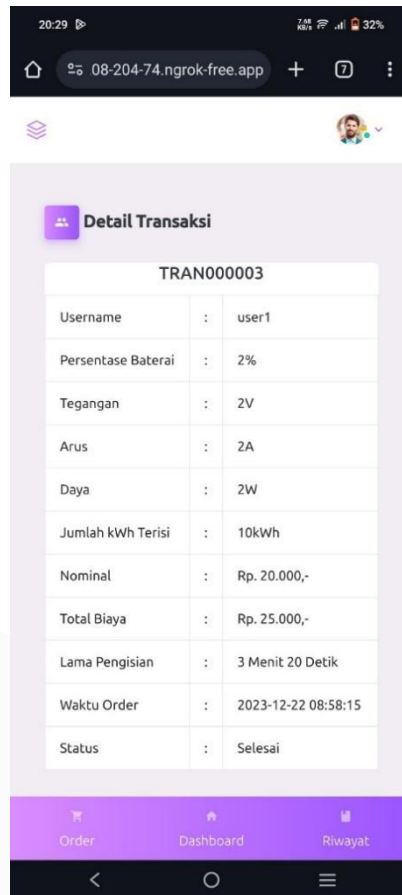 20:29
7.68 KB/s 32%
08-204-74.ngrok-free.app 7
Detail Transaksi
TRAN000003
Username : user1
Persentase Baterai : 2%
Tegangan : 2V
Arus : 2A
Daya : 2W
Jumlah kWh Terisi : 10kWh
Nominal : Rp. 20.000,-
Total Biaya : Rp. 25.000,-
Lama Pengisian : 3 Menit 20 Detik
Waktu Order : 2023-12-22 08:58:15
Status : Selesai
Order Dashboard Riwayat